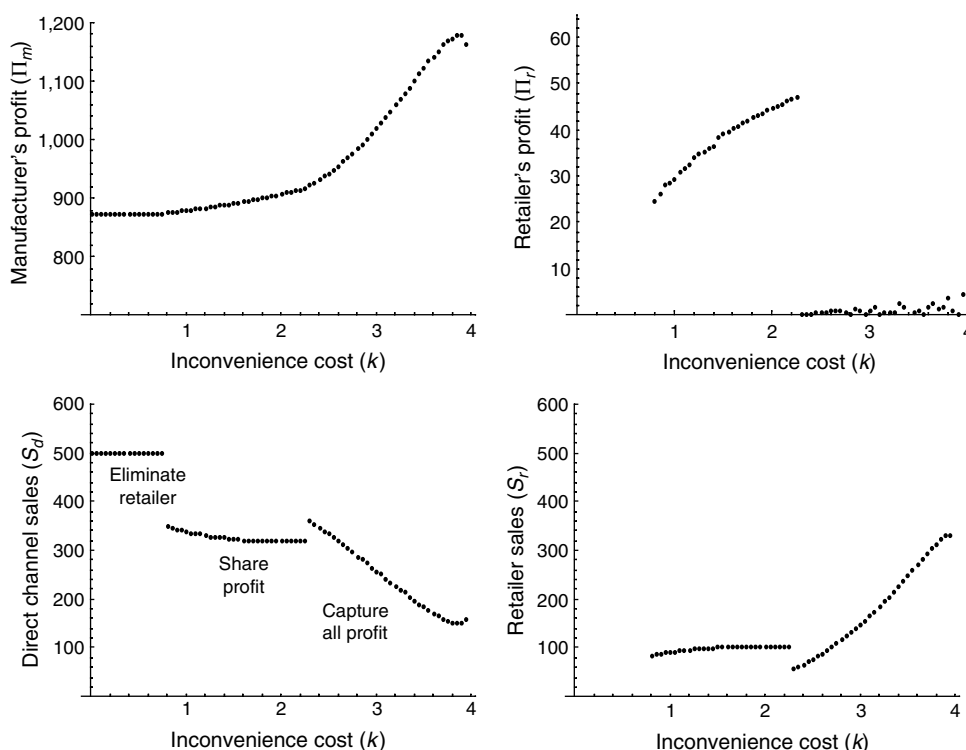 Manufacturer's profit (Π_m)
1,200
1,100
1,000
900
800
1
2
3
4
Inconvenience cost (k)
Retailer's profit (Π_r)
60
50
40
30
20
10
1
2
3
4
Inconvenience cost (k)
Direct channel sales (S_d)
600
500
400
300
200
100
Eliminate
retailer
Share
profit
Capture
all profit
1
2
3
4
Inconvenience cost (k)
Retailer sales (S_r)
600
500
400
300
200
100
1
2
3
4
Inconvenience cost (k)